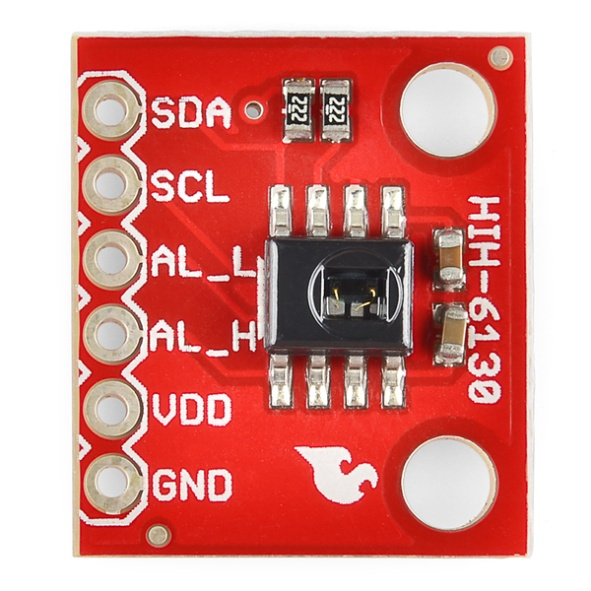 SDA
222
222
SCL
AL_L
AL_H
VDD
GND
HIH-6130